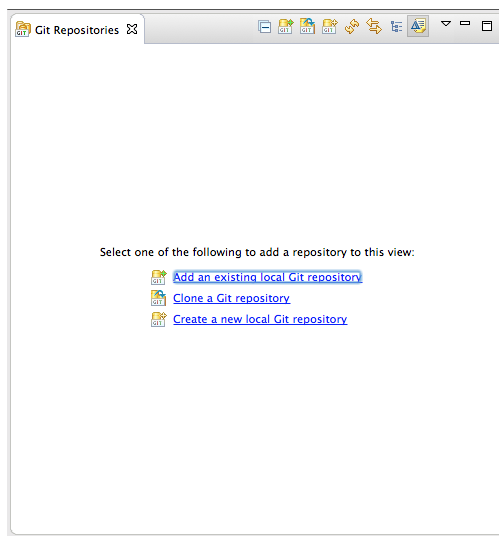 Git Repositories
Select one of the following to add a repository to this view:
Add an existing local Git repository
Clone a Git repository
Create a new local Git repository